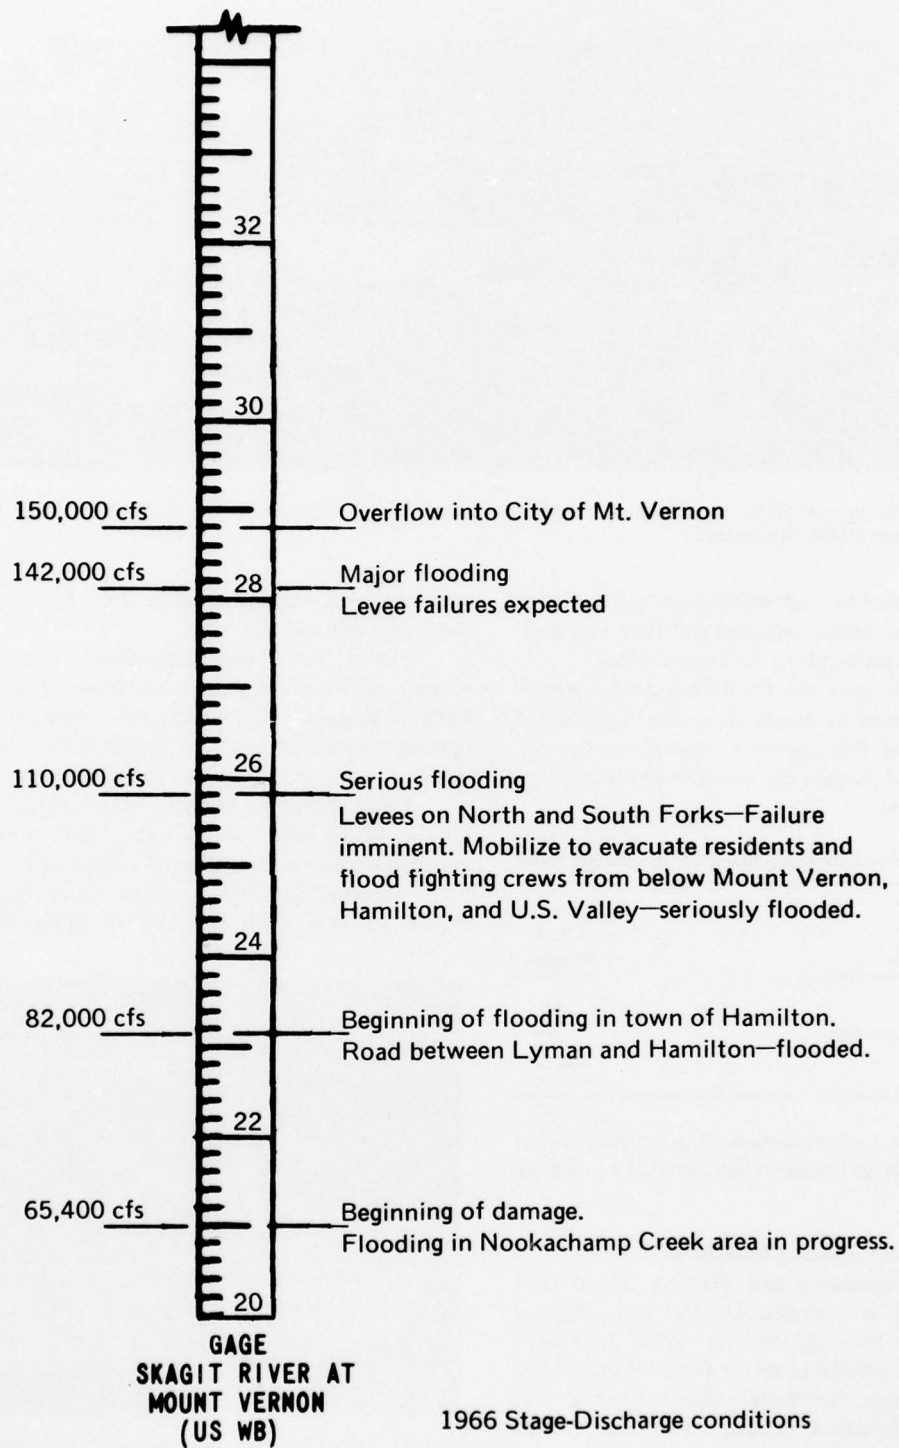 32
30
150,000 cfs Overflow into City of Mt. Vernon
142,000 cfs Major flooding
28 Levee failures expected
26
110,000 cfs Serious flooding
Levees on North and South Forks—Failure
imminent. Mobilize to evacuate residents and
flood fighting crews from below Mount Vernon,
Hamilton, and U.S. Valley—seriously flooded.
24
82,000 cfs Beginning of flooding in town of Hamilton.
Road between Lyman and Hamilton—flooded.
22
65,400 cfs Beginning of damage.
Flooding in Nookachamp Creek area in progress.
20
GAGE
SKAGIT RIVER AT
MOUNT VERNON
(US WB)
1966 Stage-Discharge conditions